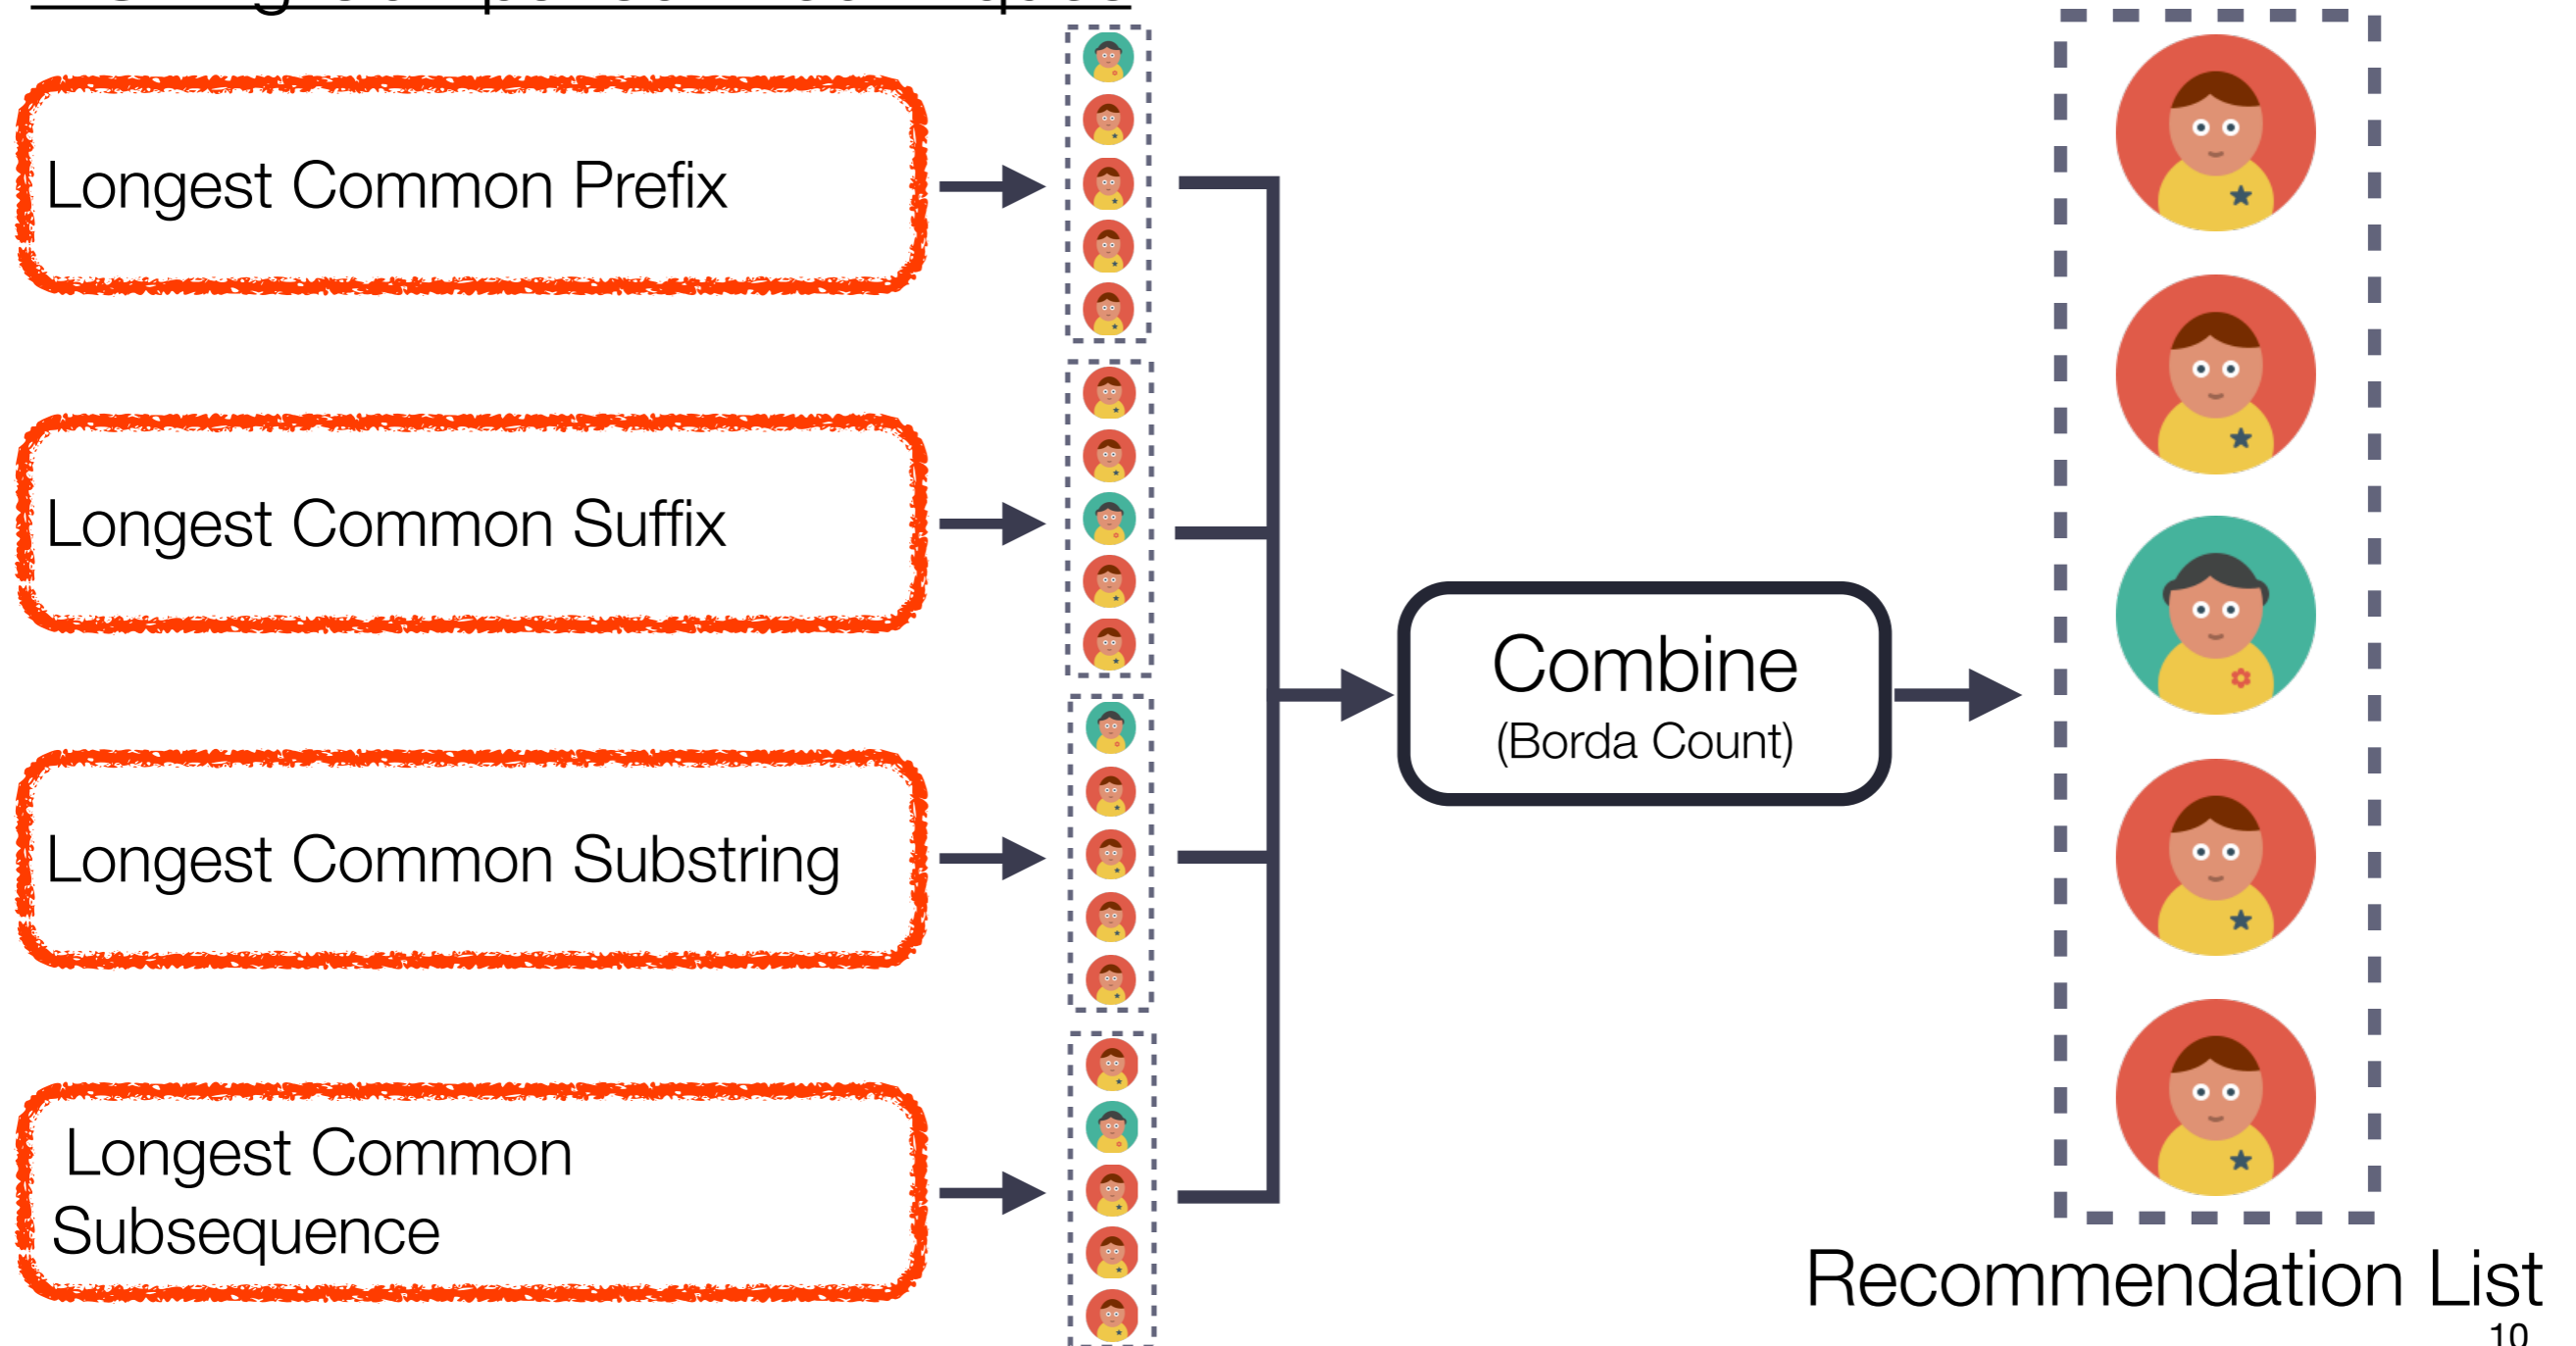 Longest Common Prefix
Longest Common Suffix
Longest Common Substring
Longest Common
Subsequence
Combine
(Borda Count)
Recommendation List
10